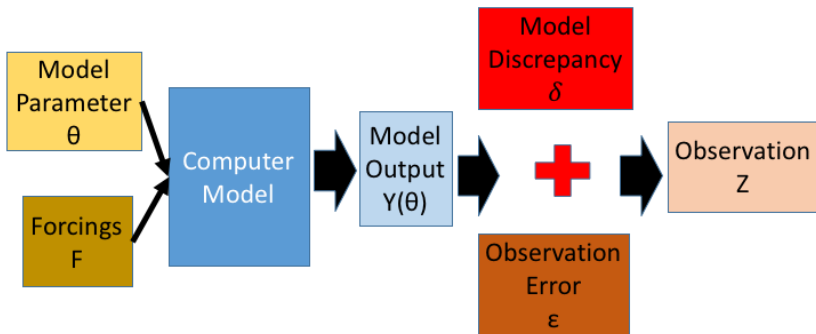 Model
Parameter
θ
Forcings
F
Computer
Model
Model
Output
Y(θ)
Model
Discrepancy
δ
Observation
Error
ε
Observation
Z